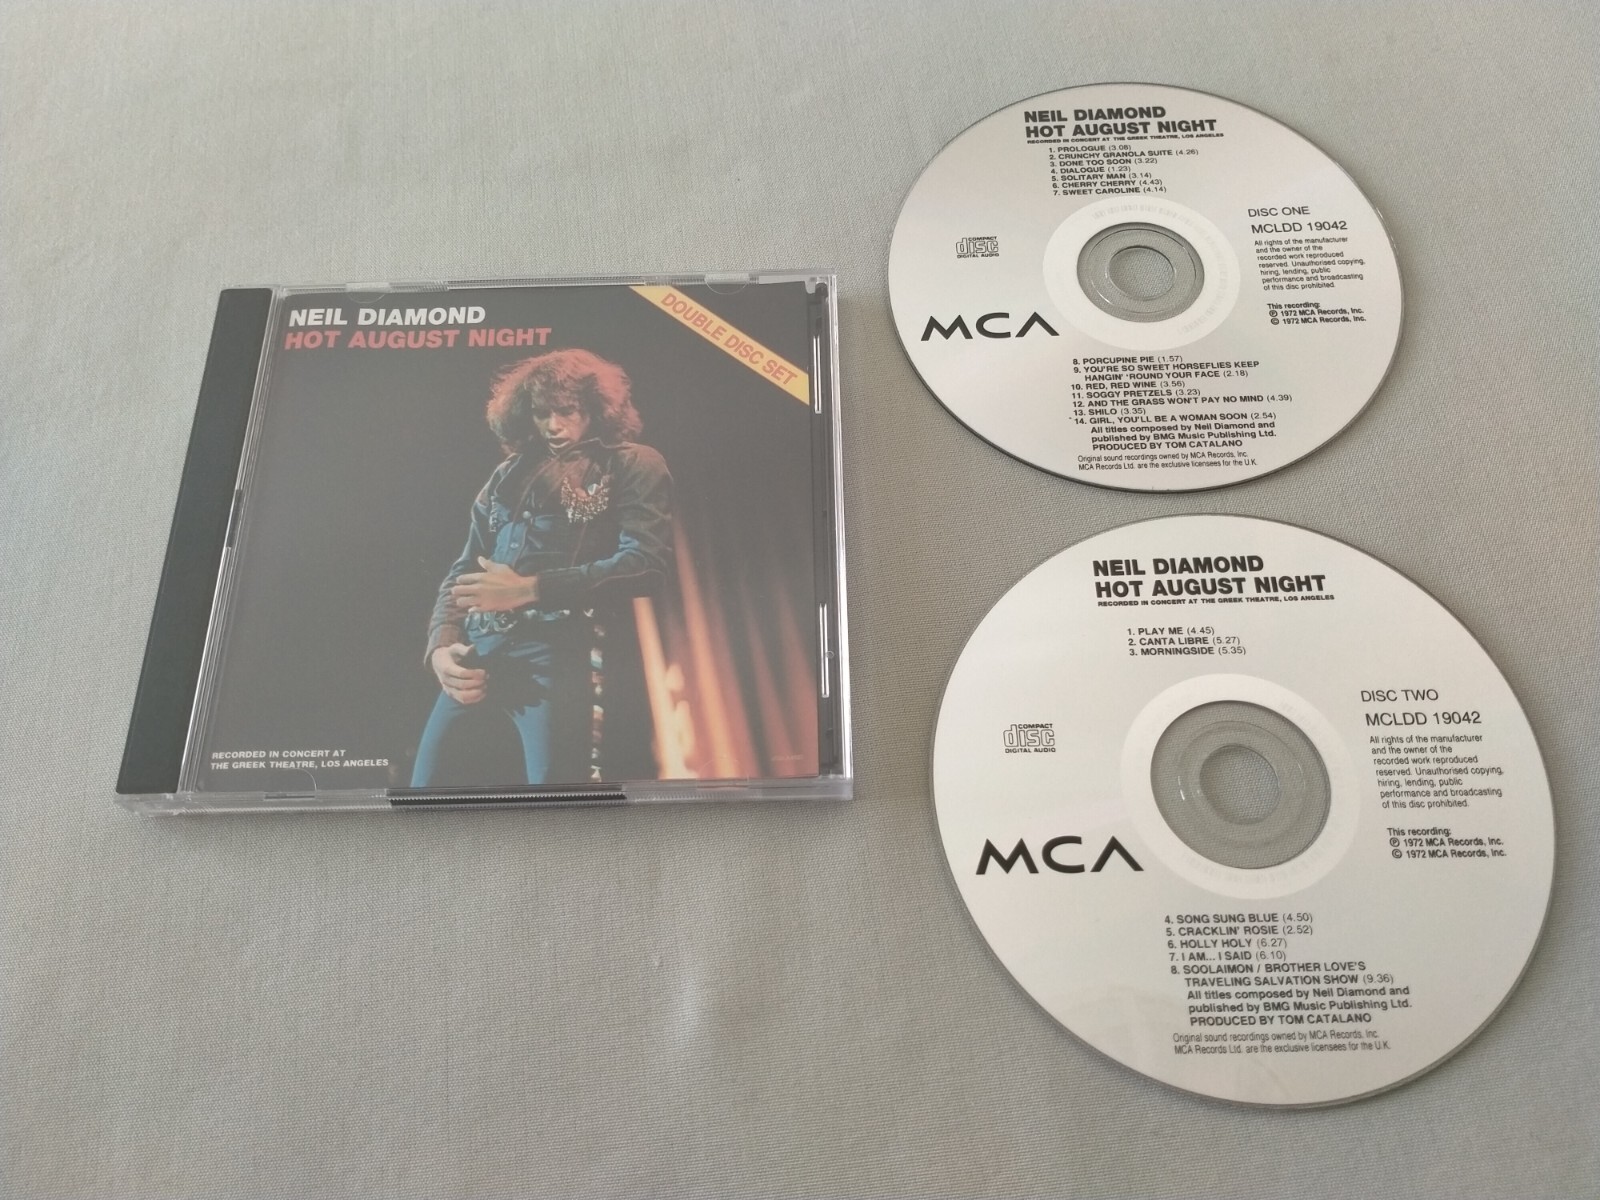 NEIL DIAMOND
HOT AUGUST NIGHT
DOUBLE DISC SET
RECORDED IN CONCERT AT
THE GREEK THEATRE, LOS ANGELES
NEIL DIAMOND
HOT AUGUST NIGHT
RECORDED IN CONCERT AT THE GREEK THEATRE, LOS ANGELES
1. PROLOGUE (3.08)
2. CRUNCHY GRANOLA SUITE (4.26)
3. DONE TOO SOON (3.22)
4. DIALOGUE (1.23)
5. SOLITARY MAN (3.14)
6. CHERRY CHERRY (4.43)
7. SWEET CAROLINE (4.14)
COMPACT
disc
DIGITAL AUDIO
DISC ONE
MCLDD 19042
All rights of the manufacturer
and the owner of the
recorded work reproduced
reserved. Unauthorised copying,
hiring, lending, public
performance and broadcasting
of this disc prohibited.
This recording:
℗ 1972 MCA Records, Inc.
© 1972 MCA Records, Inc.
MCA
8. PORCUPINE PIE (1.57)
9. YOU'RE SO SWEET HORSEFLIES KEEP
HANGIN' 'ROUND YOUR FACE (2.18)
10. RED, RED WINE (3.56)
11. SOGGY PRETZELS (3.23)
12. AND THE GRASS WON'T PAY NO MIND (4.39)
13. SHILO (3.35)
14. GIRL, YOU'LL BE A WOMAN SOON (2.54)
All titles composed by Neil Diamond and
published by BMG Music Publishing Ltd.
PRODUCED BY TOM CATALANO
Original sound recordings owned by MCA Records, Inc.
MCA Records Ltd. are the exclusive licensees for the U.K.
NEIL DIAMOND
HOT AUGUST NIGHT
RECORDED IN CONCERT AT THE GREEK THEATRE, LOS ANGELES
1. PLAY ME (4.45)
2. CANTA LIBRE (5.27)
3. MORNINGSIDE (5.35)
COMPACT
disc
DIGITAL AUDIO
DISC TWO
MCLDD 19042
All rights of the manufacturer
and the owner of the
recorded work reproduced
reserved. Unauthorised copying,
hiring, lending, public
performance and broadcasting
of this disc prohibited.
This recording:
℗ 1972 MCA Records, Inc.
© 1972 MCA Records, Inc.
MCA
4. SONG SUNG BLUE (4.50)
5. CRACKLIN' ROSIE (2.52)
6. HOLLY HOLY (6.27)
7. I AM... I SAID (6.10)
8. SOOLAIMON / BROTHER LOVE'S
TRAVELING SALVATION SHOW (9.36)
All titles composed by Neil Diamond and
published by BMG Music Publishing Ltd.
PRODUCED BY TOM CATALANO
Original sound recordings owned by MCA Records, Inc.
MCA Records Ltd. are the exclusive licensees for the U.K.